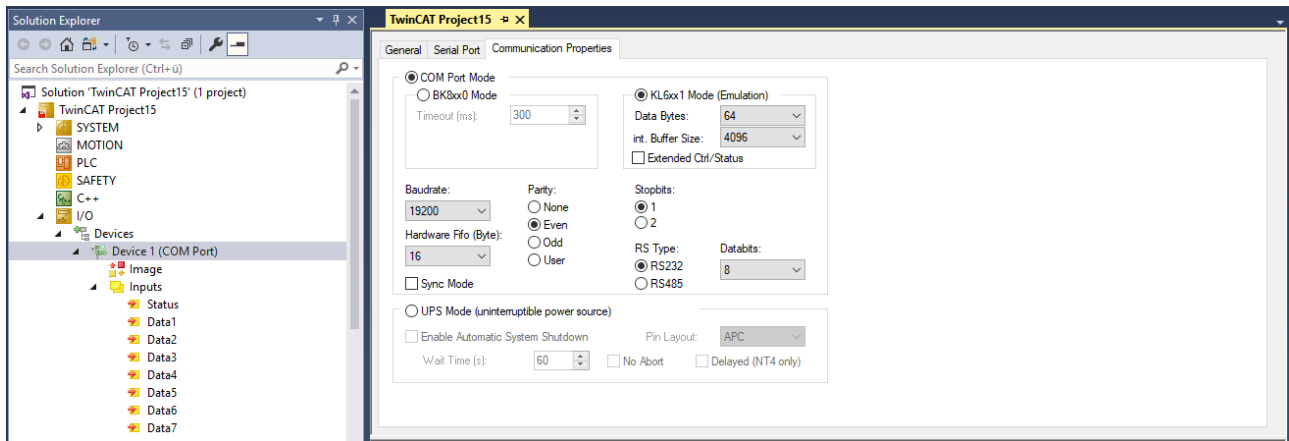 Solution Explorer
Search Solution Explorer (Ctrl+ü)
Solution 'TwinCAT Project15' (1 project)
TwinCAT Project15
SYSTEM
MOTION
PLC
SAFETY
C++
I/O
Devices
Device 1 (COM Port)
Image
Inputs
Status
Data1
Data2
Data3
Data4
Data5
Data6
Data7
TwinCAT Project15
General Serial Port Communication Properties
COM Port Mode
BK8xx0 Mode
Timeout (ms): 300
KL6xx1 Mode (Emulation)
Data Bytes: 64
int. Buffer Size: 4096
Extended Ctrl/Status
Baudrate:
19200
Hardware Fifo (Byte):
16
Sync Mode
Parity:
None
Even
Odd
User
Stopbits:
1
2
RS Type:
RS232
RS485
Databits:
8
UPS Mode (uninterruptible power source)
Enable Automatic System Shutdown Pin Layout: APC
Wait Time (s): 60 No Abort Delayed (NT4 only)